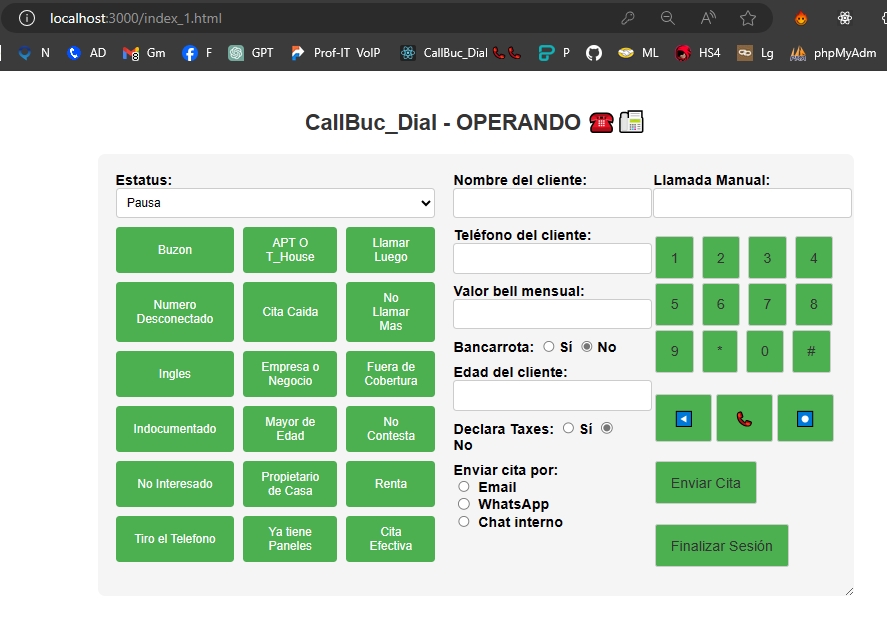 localhost:3000/index_1.html
N AD Gm F GPT Prof-IT VoIP CallBuc_Dial P ML HS4 Lg phpMyAdm
CallBuc_Dial - OPERANDO
Estatus:
Pausa
Buzon
APT O
T_House
Llamar
Luego
Numero
Desconectado
Cita Caida
No
Llamar
Mas
Ingles
Empresa o
Negocio
Fuera de
Cobertura
Indocumentado
Mayor de
Edad
No
Contesta
No Interesado
Propietario
de Casa
Renta
Tiro el Telefono
Ya tiene
Paneles
Cita
Efectiva
Nombre del cliente:
Teléfono del cliente:
Valor bell mensual:
Bancarrota: Sí No
Edad del cliente:
Declara Taxes: Sí
No
Enviar cita por:
Email
WhatsApp
Chat interno
Llamada Manual:
1 2 3 4
5 6 7 8
9 * 0 #
Enviar Cita
Finalizar Sesión